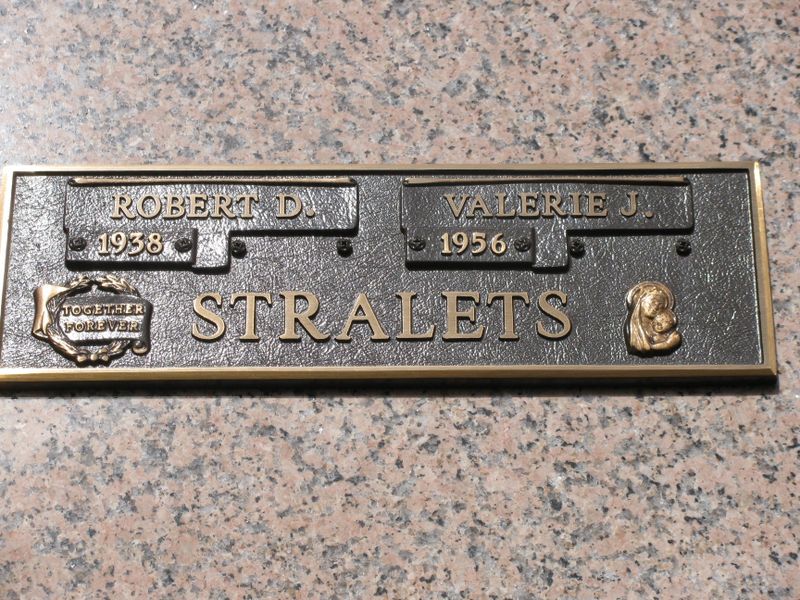 ROBERT D.
1938
VALERIE J.
1956
TOGETHER
FOREVER
STRALETS